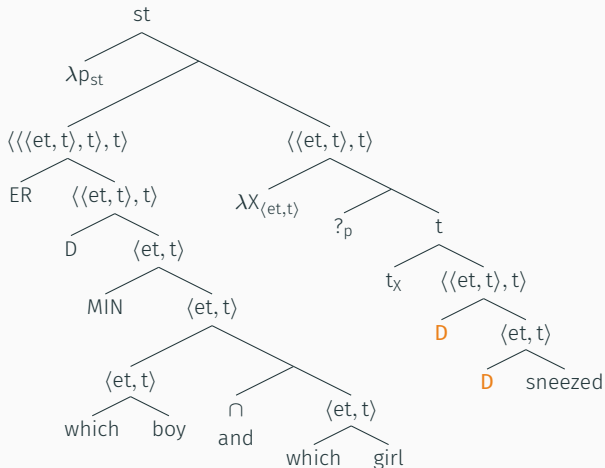 st
λp_st
⟨⟨⟨et, t⟩, t⟩, t⟩ ⟨⟨et, t⟩, t⟩
ER ⟨⟨et, t⟩, t⟩ λX_⟨et,t⟩
?_p t
D ⟨et, t⟩
t_X ⟨⟨et, t⟩, t⟩
MIN ⟨et, t⟩
D ⟨et, t⟩
⟨et, t⟩ ∩ ⟨et, t⟩
D sneezed
which boy and
which girl